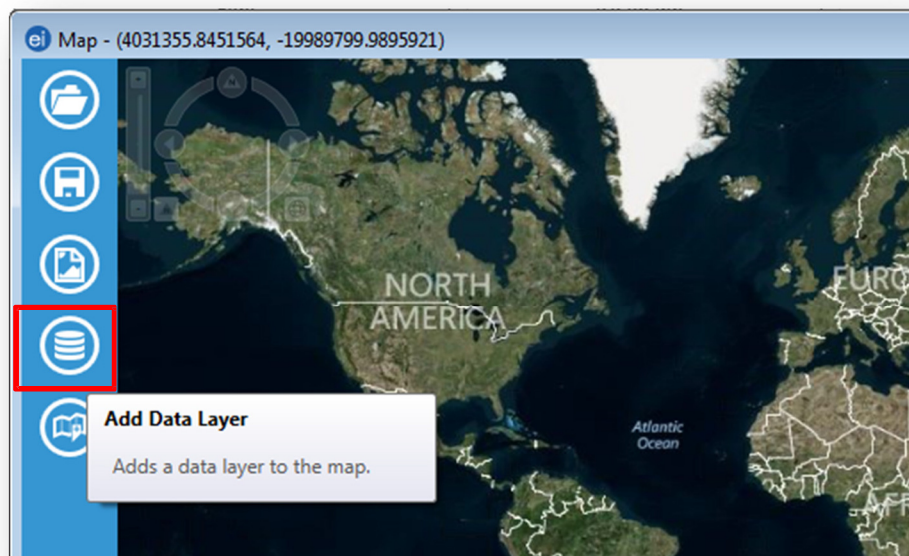 ei Map - (4031355.8451564, -19989799.9895921)
N
NORTH
AMERICA
EURO
Atlantic
Ocean
Add Data Layer
Adds a data layer to the map.
AFR